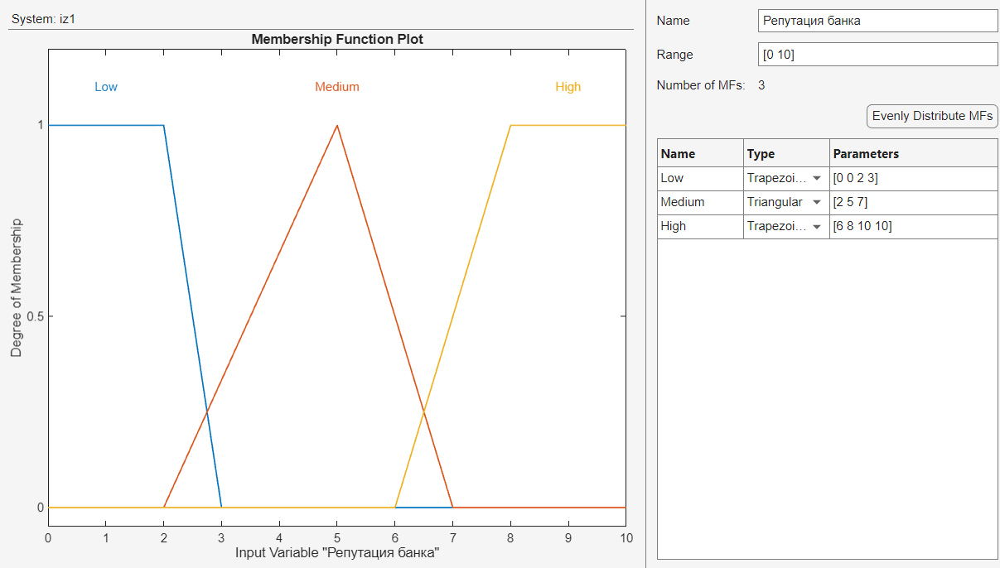 System: iz1
Membership Function Plot
Low Medium High
1
0.5
0
Degree of Membership
0 1 2 3 4 5 6 7 8 9 10
Input Variable "Репутация банка"
Name Репутация банка
Range [0 10]
Number of MFs: 3
Evenly Distribute MFs
Name Type Parameters
Low Trapezoi... [0 0 2 3]
Medium Triangular [2 5 7]
High Trapezoi... [6 8 10 10]